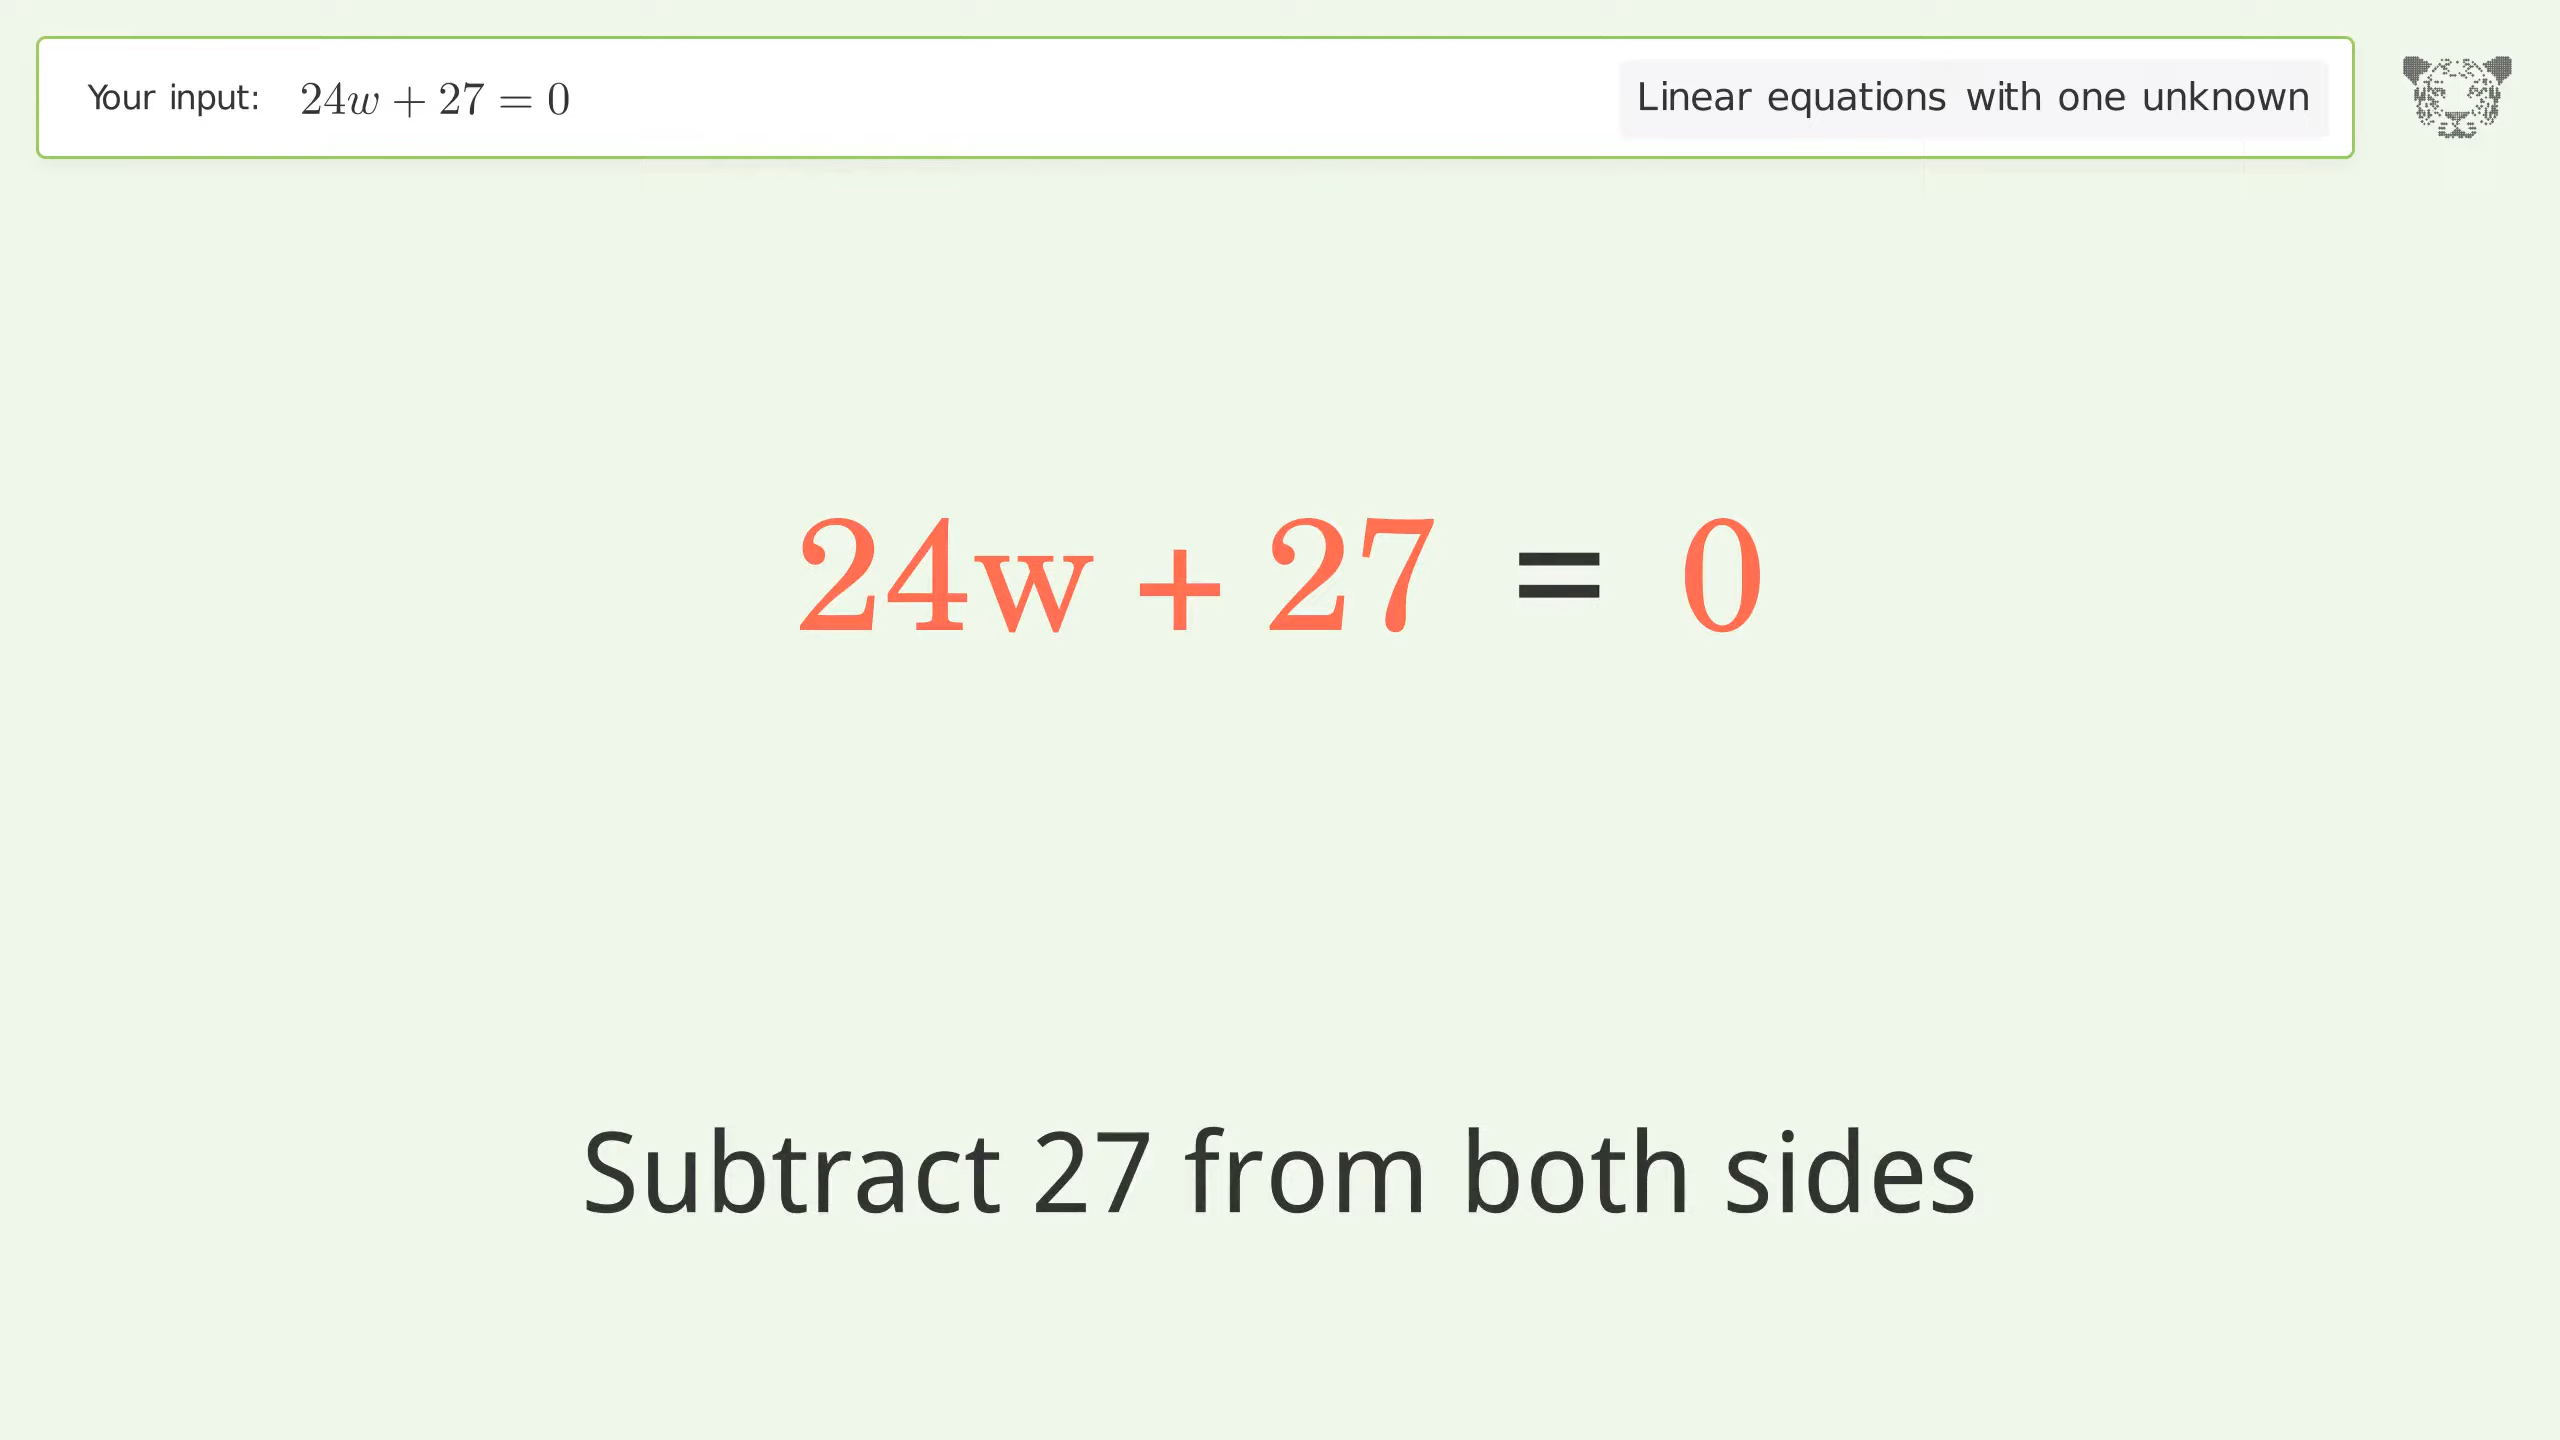 Your input: 24w + 27 = 0 Linear equations with one unknown
24w + 27 = 0
Subtract 27 from both sides